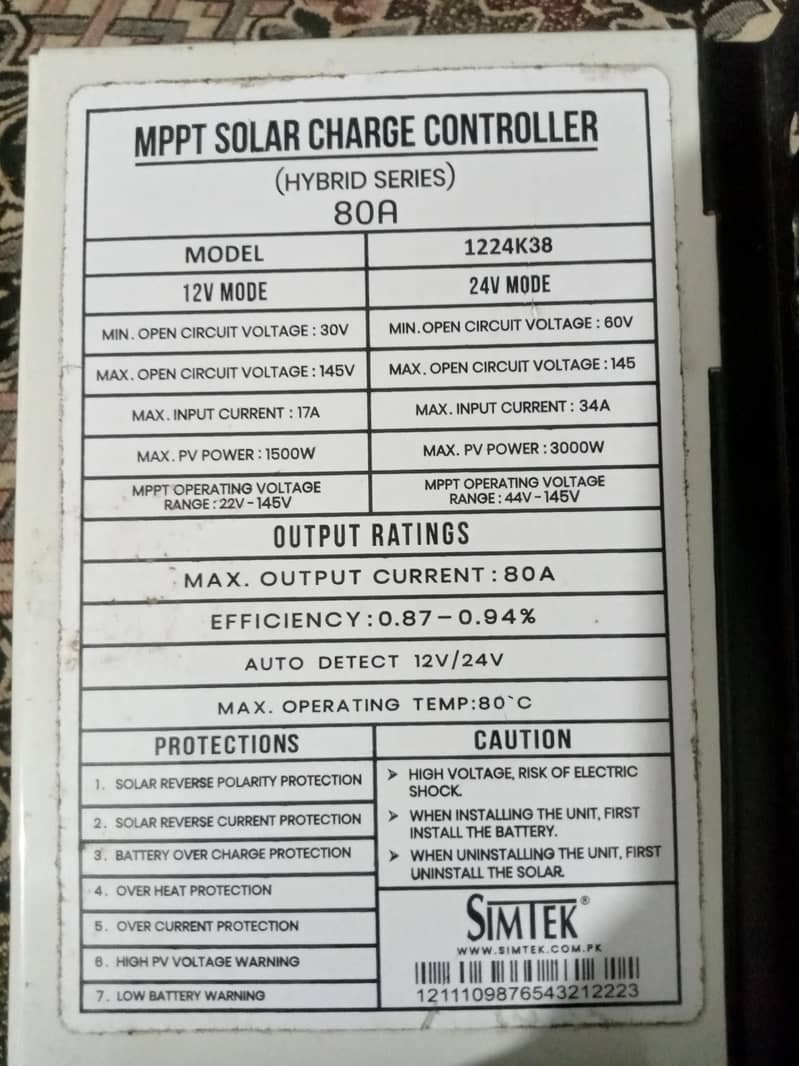 MPPT SOLAR CHARGE CONTROLLER
(HYBRID SERIES)
80A
MODEL
1224K38
12V MODE
24V MODE
MIN. OPEN CIRCUIT VOLTAGE : 30V
MIN. OPEN CIRCUIT VOLTAGE : 60V
MAX. OPEN CIRCUIT VOLTAGE : 145V
MAX. OPEN CIRCUIT VOLTAGE : 145
MAX. INPUT CURRENT : 17A
MAX. INPUT CURRENT : 34A
MAX. PV POWER : 1500W
MAX. PV POWER : 3000W
MPPT OPERATING VOLTAGE
RANGE : 22V - 145V
MPPT OPERATING VOLTAGE
RANGE : 44V - 145V
OUTPUT RATINGS
MAX. OUTPUT CURRENT : 80A
EFFICIENCY : 0.87 - 0.94%
AUTO DETECT 12V/24V
MAX. OPERATING TEMP:80`C
PROTECTIONS
1. SOLAR REVERSE POLARITY PROTECTION
2. SOLAR REVERSE CURRENT PROTECTION
3. BATTERY OVER CHARGE PROTECTION
4. OVER HEAT PROTECTION
5. OVER CURRENT PROTECTION
6. HIGH PV VOLTAGE WARNING
7. LOW BATTERY WARNING
CAUTION
➤ HIGH VOLTAGE, RISK OF ELECTRIC
SHOCK.
➤ WHEN INSTALLING THE UNIT, FIRST
INSTALL THE BATTERY.
➤ WHEN UNINSTALLING THE UNIT, FIRST
UNINSTALL THE SOLAR.
SIMTEK®
WWW.SIMTEK.COM.PK
1211109876543212223